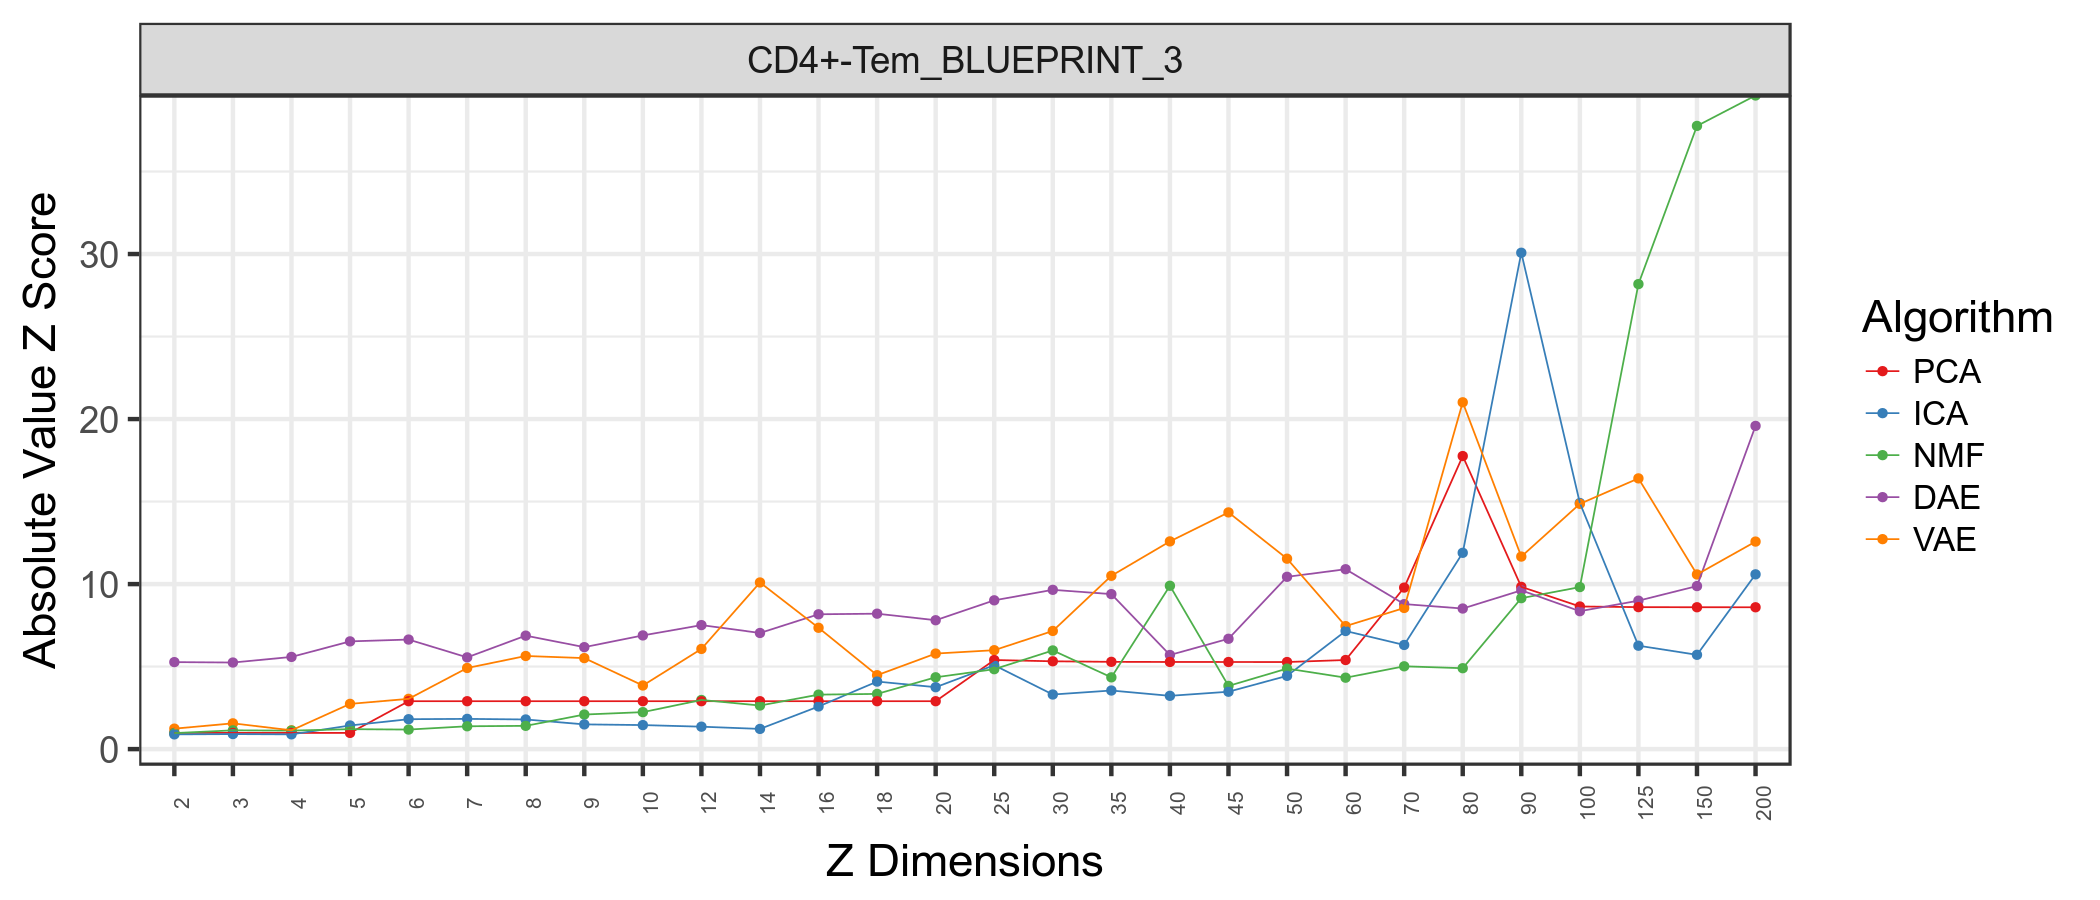 CD4+-Tem_BLUEPRINT_3
Absolute Value Z Score
30
20
10
0
2 3 4 5 6 7 8 9 10 12 14 16 18 20 25 30 35 40 45 50 60 70 80 90 100 125 150 200
Z Dimensions
Algorithm
PCA
ICA
NMF
DAE
VAE